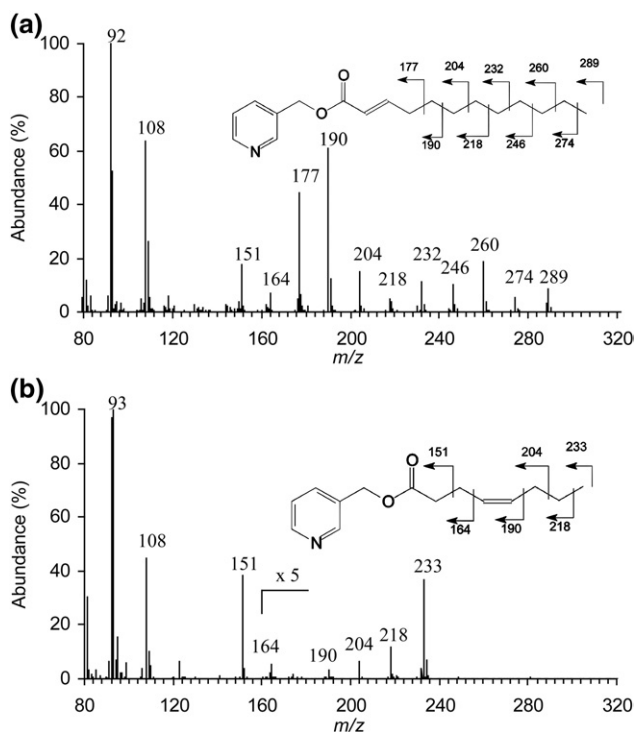 (a)
Abundance (%)
100
80
60
40
20
0
92
108
151
164
177
190
204
218
232
246
260
274
289
O
O
N
177 204 232 260 289
190 218 246 274
80 120 160 200 240 280 320
m/z
(b)
Abundance (%)
100
80
60
40
20
0
93
108
151
x 5
164
190
204
218
233
O
O
N
151 204 233
164 190 218
80 120 160 200 240 280 320
m/z